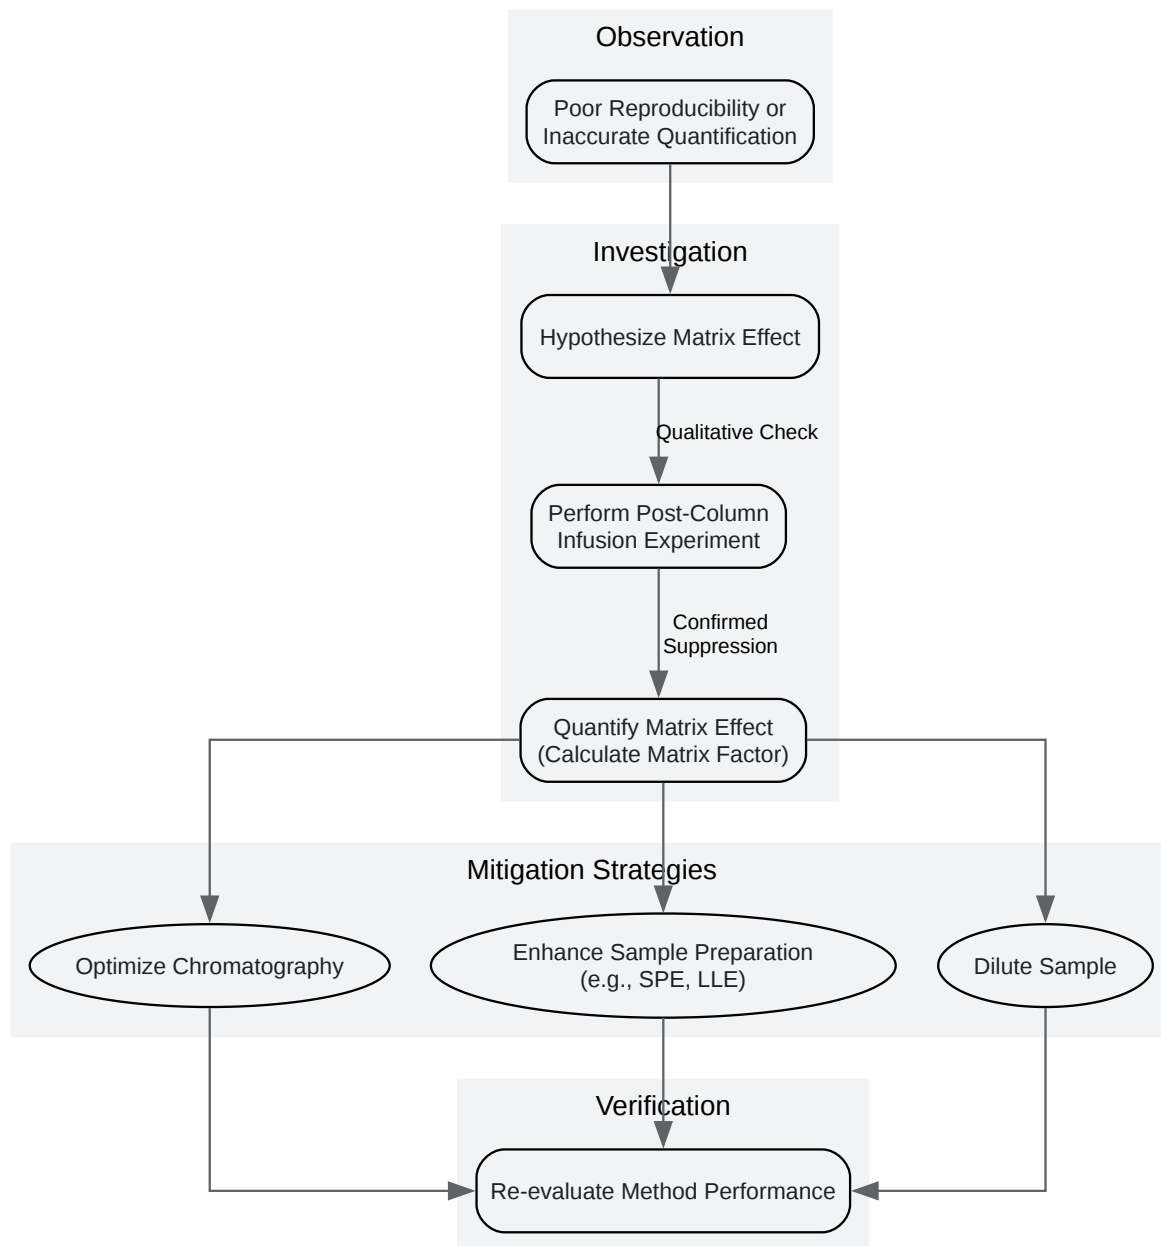 Observation
Poor Reproducibility or
Inaccurate Quantification
Investigation
Hypothesize Matrix Effect
Qualitative Check
Perform Post-Column
Infusion Experiment
Confirmed
Suppression
Quantify Matrix Effect
(Calculate Matrix Factor)
Mitigation Strategies
Optimize Chromatography
Enhance Sample Preparation
(e.g., SPE, LLE)
Dilute Sample
Verification
Re-evaluate Method Performance